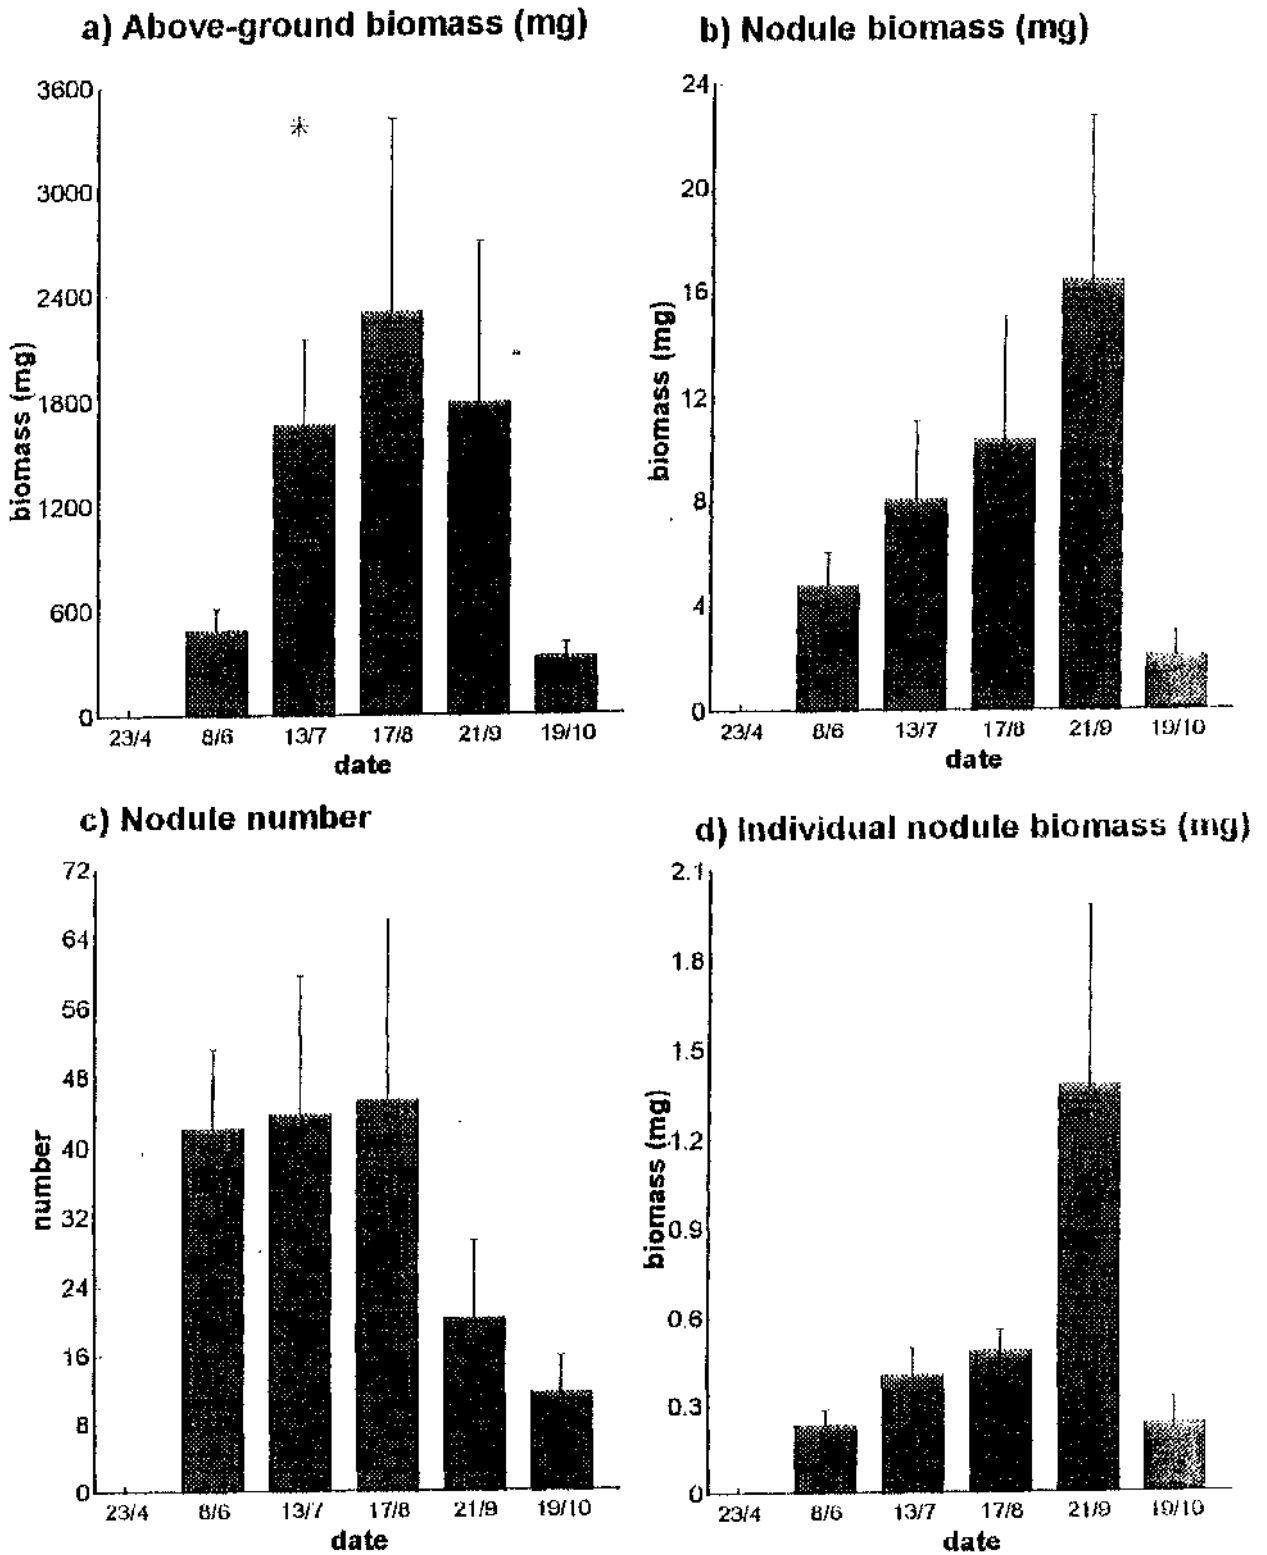 a) Above-ground biomass (mg)
3600
3000
2400
1800
1200
600
0
biomass (mg)
*
23/4 8/6 13/7 17/8 21/9 19/10
date
b) Nodule biomass (mg)
24
20
16
12
8
4
0
biomass (mg)
23/4 8/6 13/7 17/8 21/9 19/10
date
c) Nodule number
72
64
56
48
40
32
24
16
8
0
number
23/4 8/6 13/7 17/8 21/9 19/10
date
d) Individual nodule biomass (mg)
2.1
1.8
1.5
1.2
0.9
0.6
0.3
0
biomass (mg)
23/4 8/6 13/7 17/8 21/9 19/10
date